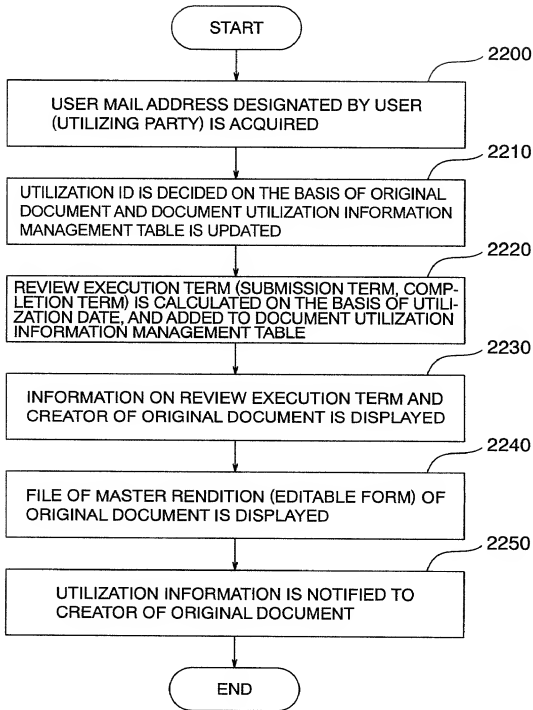 START
2200
USER MAIL ADDRESS DESIGNATED BY USER
(UTILIZING PARTY) IS ACQUIRED
2210
UTILIZATION ID IS DECIDED ON THE BASIS OF ORIGINAL
DOCUMENT AND DOCUMENT UTILIZATION INFORMATION
MANAGEMENT TABLE IS UPDATED
2220
REVIEW EXECUTION TERM (SUBMISSION TERM, COMP-
LETION TERM) IS CALCULATED ON THE BASIS OF UTILI-
ZATION DATE, AND ADDED TO DOCUMENT UTILIZATION
INFORMATION MANAGEMENT TABLE
2230
INFORMATION ON REVIEW EXECUTION TERM AND
CREATOR OF ORIGINAL DOCUMENT IS DISPLAYED
2240
FILE OF MASTER RENDITION (EDITABLE FORM) OF
ORIGINAL DOCUMENT IS DISPLAYED
2250
UTILIZATION INFORMATION IS NOTIFIED TO
CREATOR OF ORIGINAL DOCUMENT
END